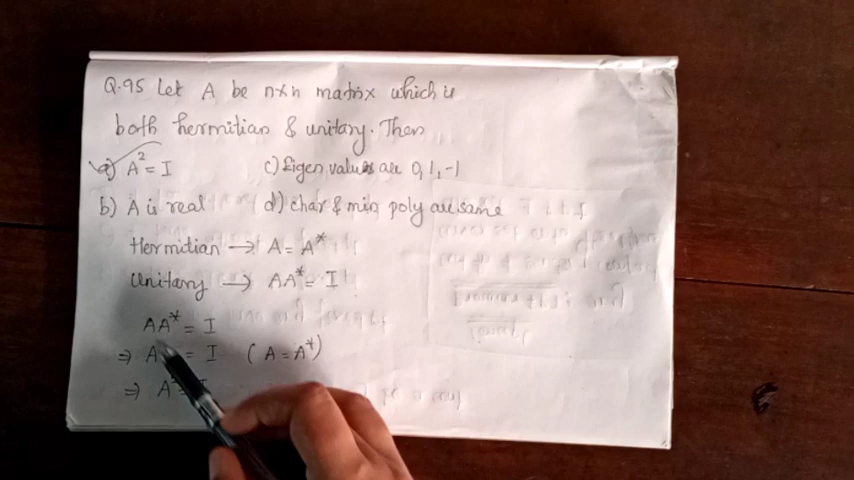 Q.95 Let A be n×n matrix which is
both hermitian & unitary. Then
a) A² = I c) Eigen values are 0, 1, -1
b) A is real d) char & min poly are same
Hermitian → A = A*
Unitary → AA* = I
AA* = I
⇒ A = I (A = A*)
⇒ A² = I